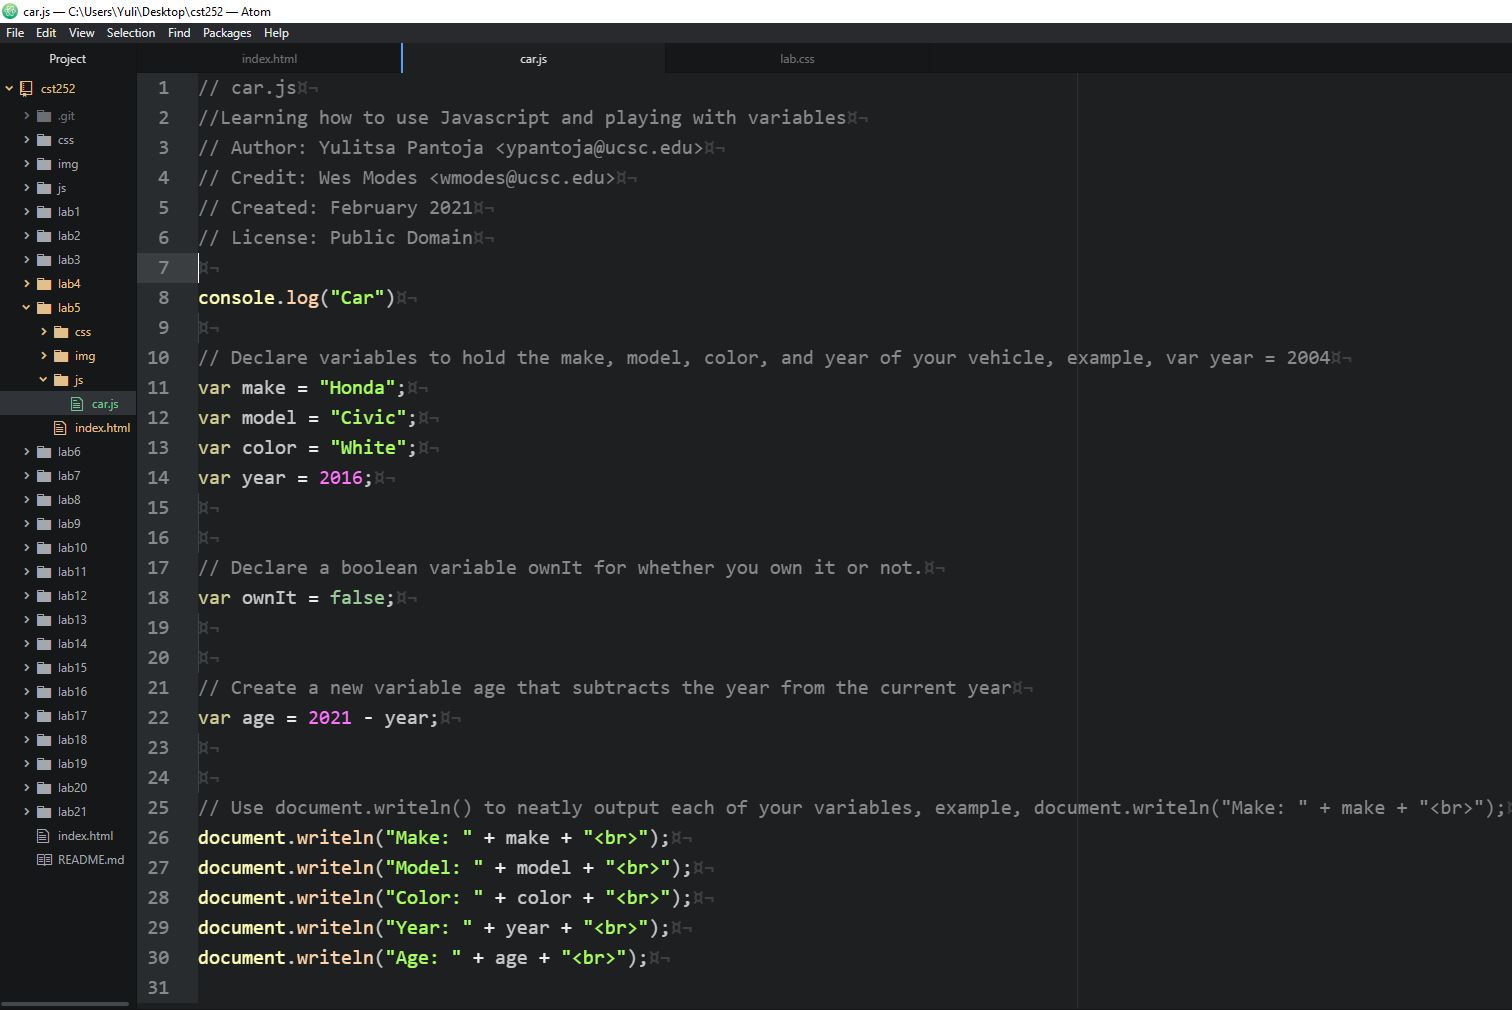 car.js — C:\Users\Yuli\Desktop\cst252 — Atom
File Edit View Selection Find Packages Help
Project
cst252
.git
css
img
js
lab1
lab2
lab3
lab4
lab5
css
img
js
car.js
index.html
lab6
lab7
lab8
lab9
lab10
lab11
lab12
lab13
lab14
lab15
lab16
lab17
lab18
lab19
lab20
lab21
index.html
README.md
index.html car.js lab.css
1 // car.js¤¬
2 //Learning how to use Javascript and playing with variables¤¬
3 // Author: Yulitsa Pantoja <ypantoja@ucsc.edu>¤¬
4 // Credit: Wes Modes <wmodes@ucsc.edu>¤¬
5 // Created: February 2021¤¬
6 // License: Public Domain¤¬
7 ¤¬
8 console.log("Car")¤¬
9 ¤¬
10 // Declare variables to hold the make, model, color, and year of your vehicle, example, var year = 2004¤¬
11 var make = "Honda";¤¬
12 var model = "Civic";¤¬
13 var color = "White";¤¬
14 var year = 2016;¤¬
15 ¤¬
16 ¤¬
17 // Declare a boolean variable ownIt for whether you own it or not.¤¬
18 var ownIt = false;¤¬
19 ¤¬
20 ¤¬
21 // Create a new variable age that subtracts the year from the current year¤¬
22 var age = 2021 - year;¤¬
23 ¤¬
24 ¤¬
25 // Use document.writeln() to neatly output each of your variables, example, document.writeln("Make: " + make + "<br>");¤
26 document.writeln("Make: " + make + "<br>");¤¬
27 document.writeln("Model: " + model + "<br>");¤¬
28 document.writeln("Color: " + color + "<br>");¤¬
29 document.writeln("Year: " + year + "<br>");¤¬
30 document.writeln("Age: " + age + "<br>");¤¬
31